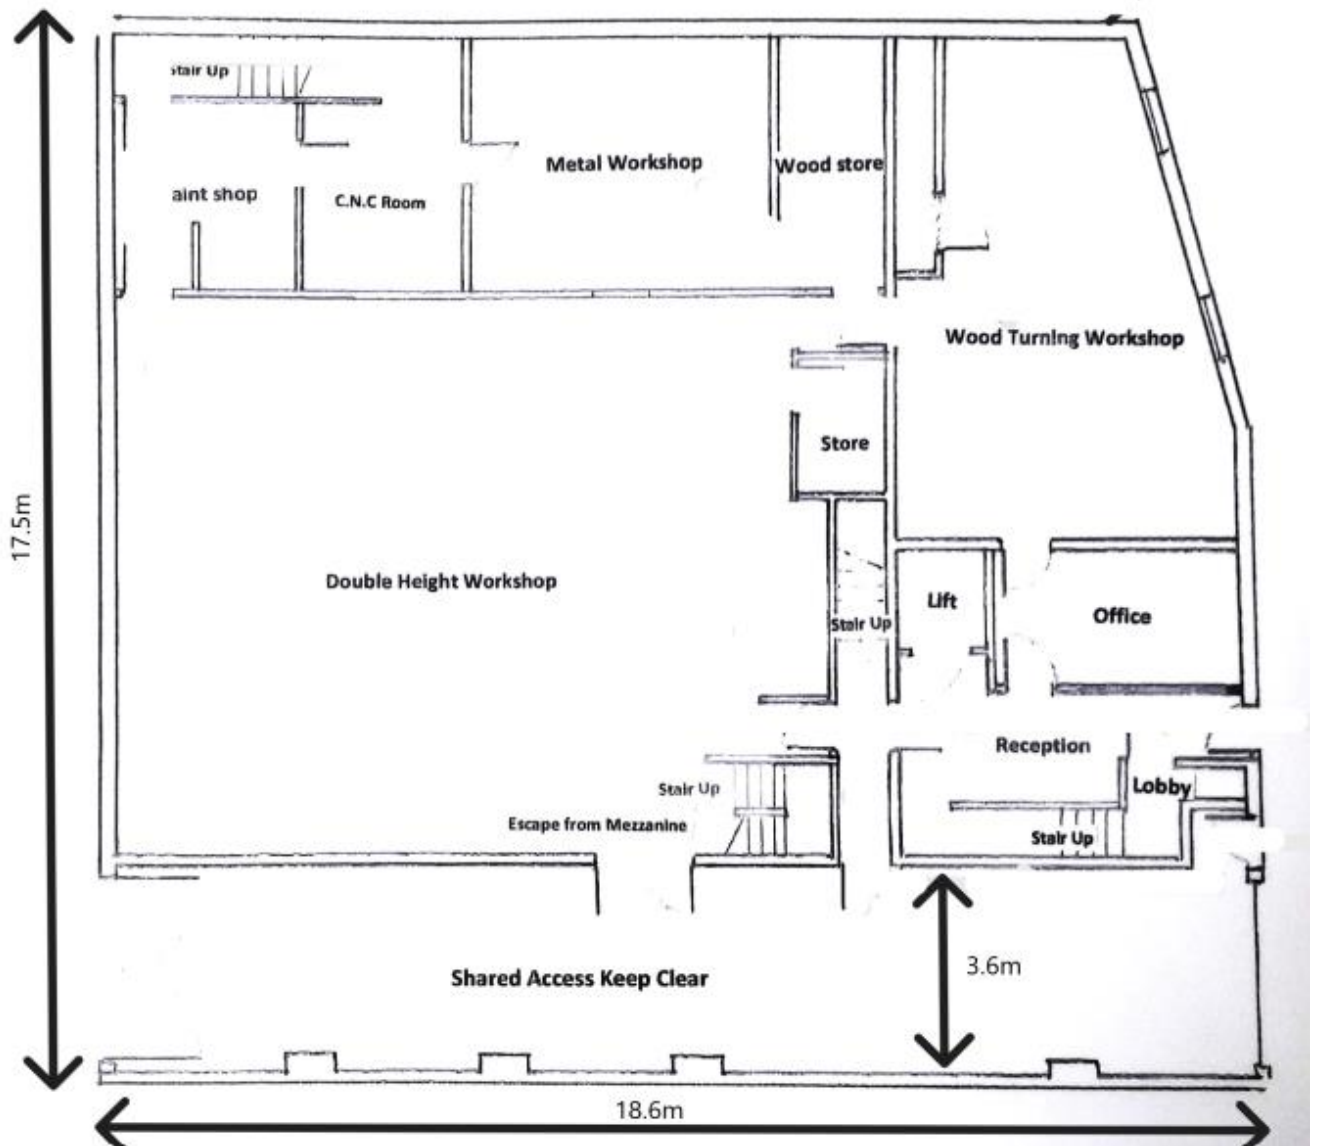 Stair Up
Metal Workshop
Wood store
aint shop
C.N.C Room
Wood Turning Workshop
Store
17.5m
Double Height Workshop
Lift
Office
Stair Up
Reception
Stair Up
Lobby
Escape from Mezzanine
Stair Up
3.6m
Shared Access Keep Clear
18.6m